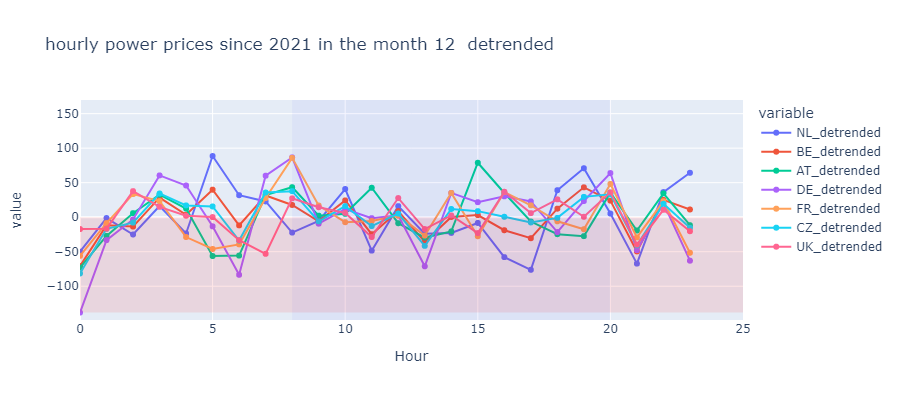 hourly power prices since 2021 in the month 12  detrended
variable
NL_detrended
BE_detrended
AT_detrended
DE_detrended
FR_detrended
CZ_detrended
UK_detrended
value
150
100
50
0
−50
−100
0 5 10 15 20 25
Hour